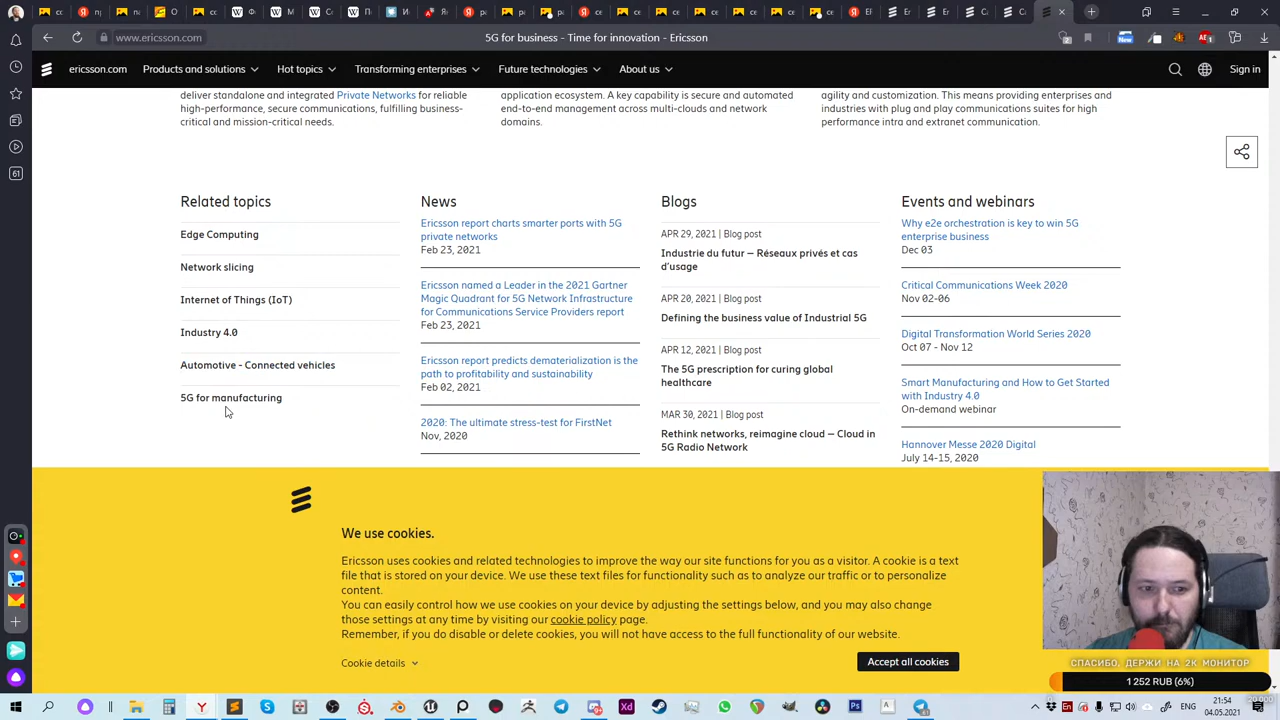 www.ericsson.com
5G for business - Time for innovation - Ericsson
ericsson.com
Products and solutions
Hot topics
Transforming enterprises
Future technologies
About us
Sign in
deliver standalone and integrated Private Networks for reliable
high-performance, secure communications, fulfilling business-
critical and mission-critical needs.
application ecosystem. A key capability is secure and automated
end-to-end management across multi-clouds and network
domains.
agility and customization. This means providing enterprises and
industries with plug and play communications suites for high
performance intra and extranet communication.
Related topics
Edge Computing
Network slicing
Internet of Things (IoT)
Industry 4.0
Automotive - Connected vehicles
5G for manufacturing
News
Ericsson report charts smarter ports with 5G
private networks
Feb 23, 2021
Ericsson named a Leader in the 2021 Gartner
Magic Quadrant for 5G Network Infrastructure
for Communications Service Providers report
Feb 23, 2021
Ericsson report predicts dematerialization is the
path to profitability and sustainability
Feb 02, 2021
2020: The ultimate stress-test for FirstNet
Nov, 2020
Blogs
APR 29, 2021 | Blog post
Industrie du futur – Réseaux privés et cas
d'usage
APR 20, 2021 | Blog post
Defining the business value of Industrial 5G
APR 12, 2021 | Blog post
The 5G prescription for curing global
healthcare
MAR 30, 2021 | Blog post
Rethink networks, reimagine cloud – Cloud in
5G Radio Network
Events and webinars
Why e2e orchestration is key to win 5G
enterprise business
Dec 03
Critical Communications Week 2020
Nov 02-06
Digital Transformation World Series 2020
Oct 07 - Nov 12
Smart Manufacturing and How to Get Started
with Industry 4.0
On-demand webinar
Hannover Messe 2020 Digital
July 14-15, 2020
We use cookies.
Ericsson uses cookies and related technologies to improve the way our site functions for you as a visitor. A cookie is a text
file that is stored on your device. We use these text files for functionality such as to analyze our traffic or to personalize
content.
You can easily control how we use cookies on your device by adjusting the settings below, and you may also change
those settings at any time by visiting our cookie policy page.
Remember, if you do disable or delete cookies, you will not have access to the full functionality of our website.
Cookie details
Accept all cookies
СПАСИБО, ДЕРЖИ НА 2К МОНИТОР
1 252 RUB (6%)
0
20 000
61
New
En
21:54
04.05.2021